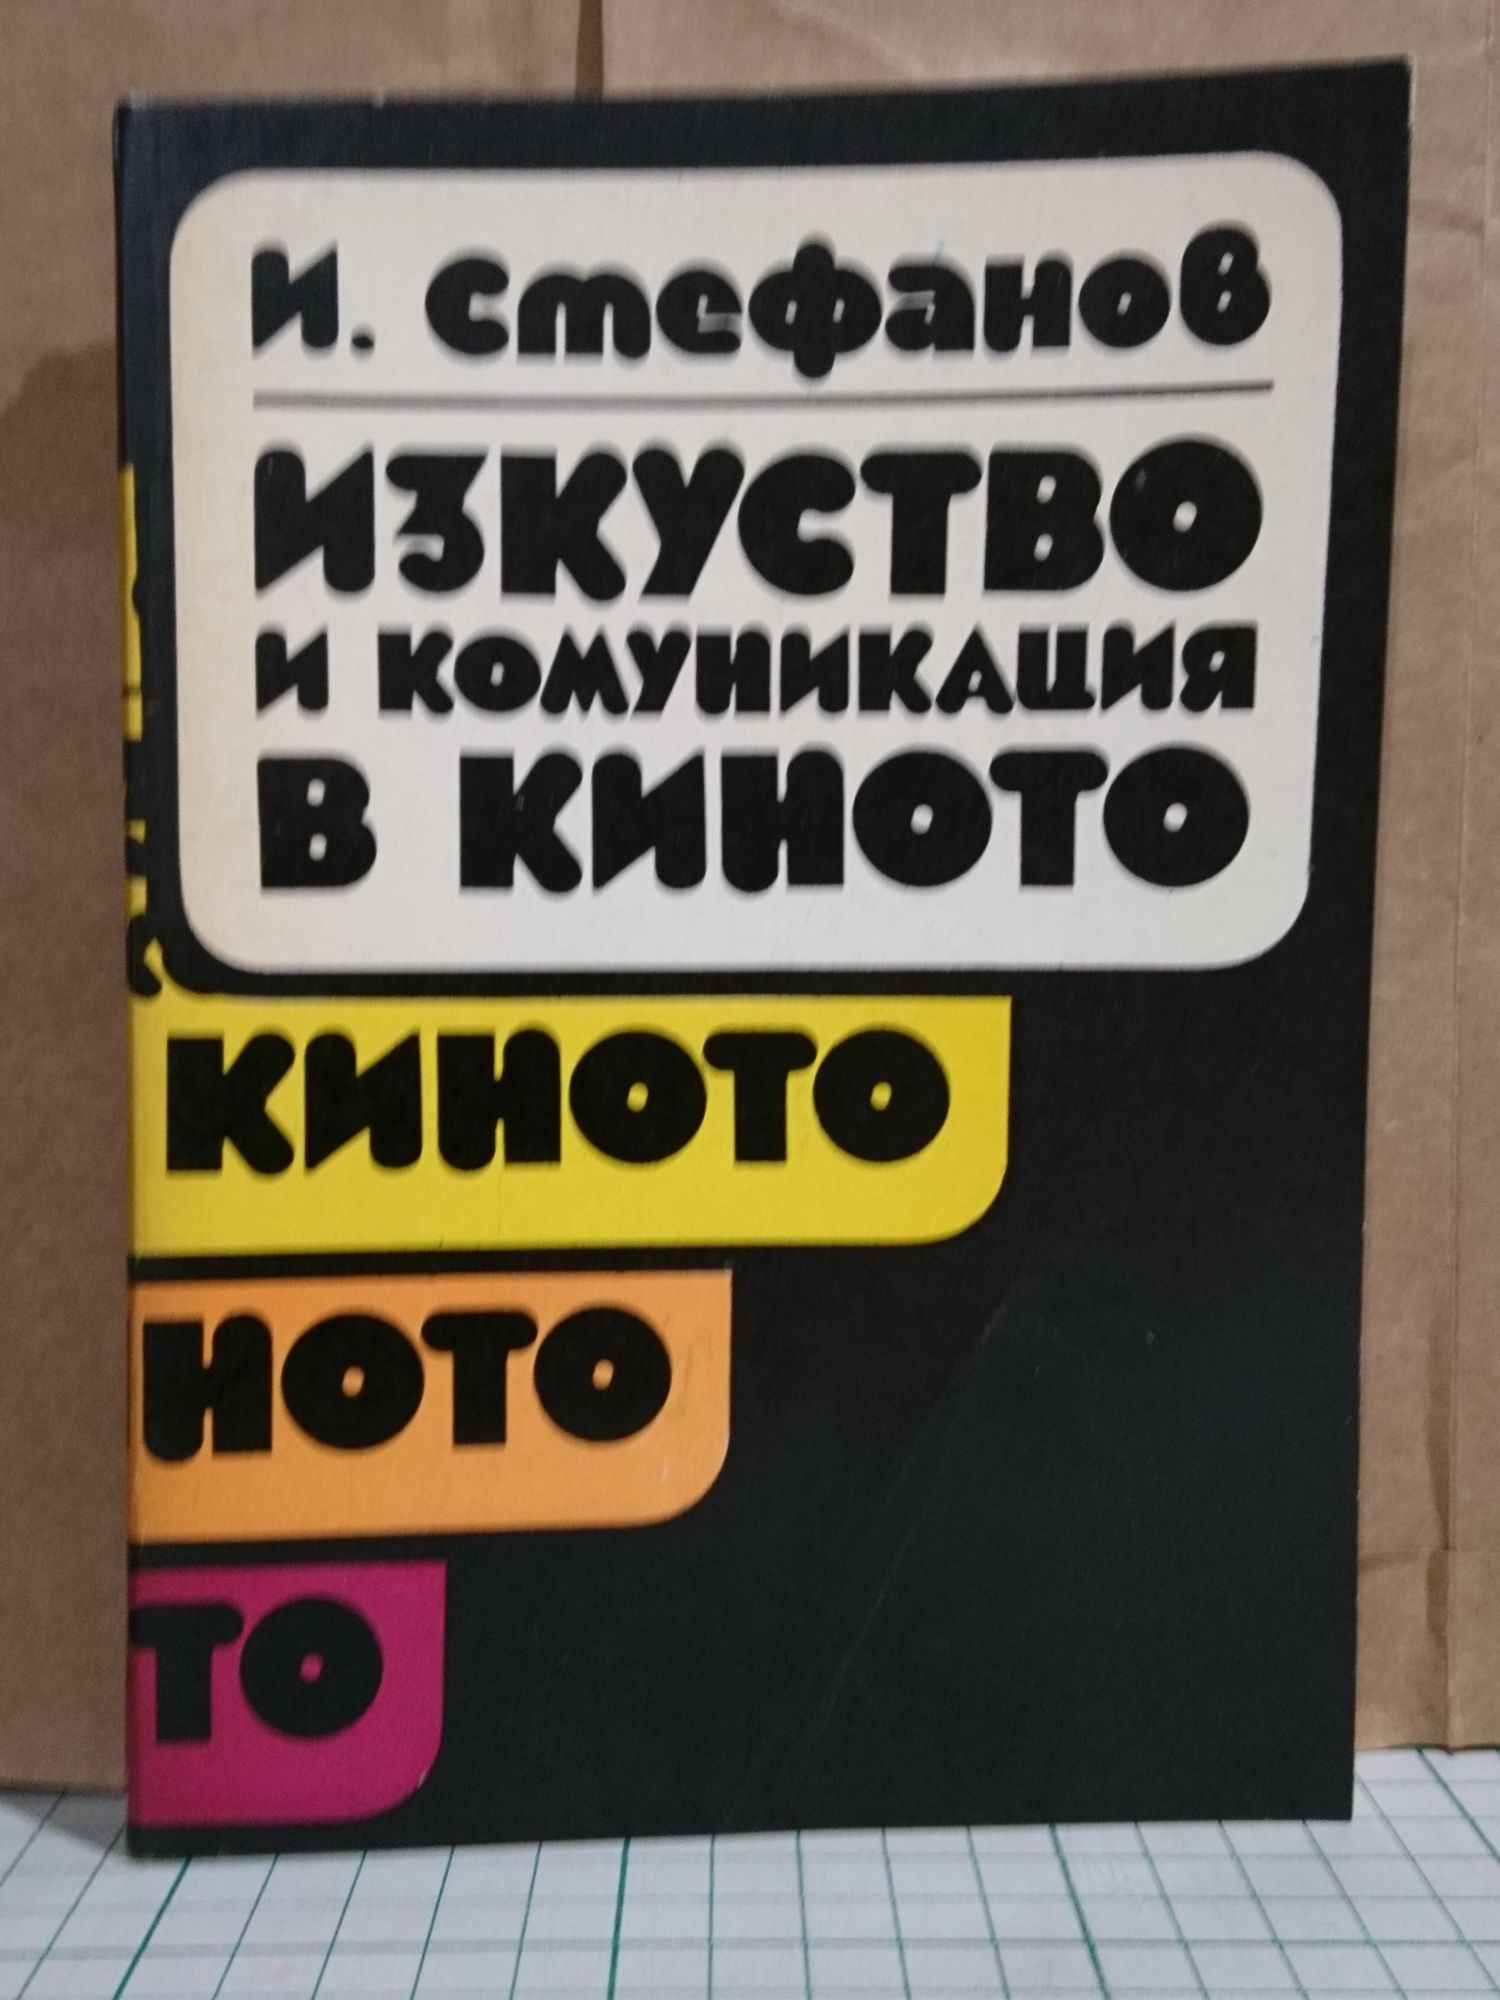 И. Стефанов
ИЗКУСТВО
И КОМУНИКАЦИЯ
В КИНОТО
КИНОТО
НОТО
ТО